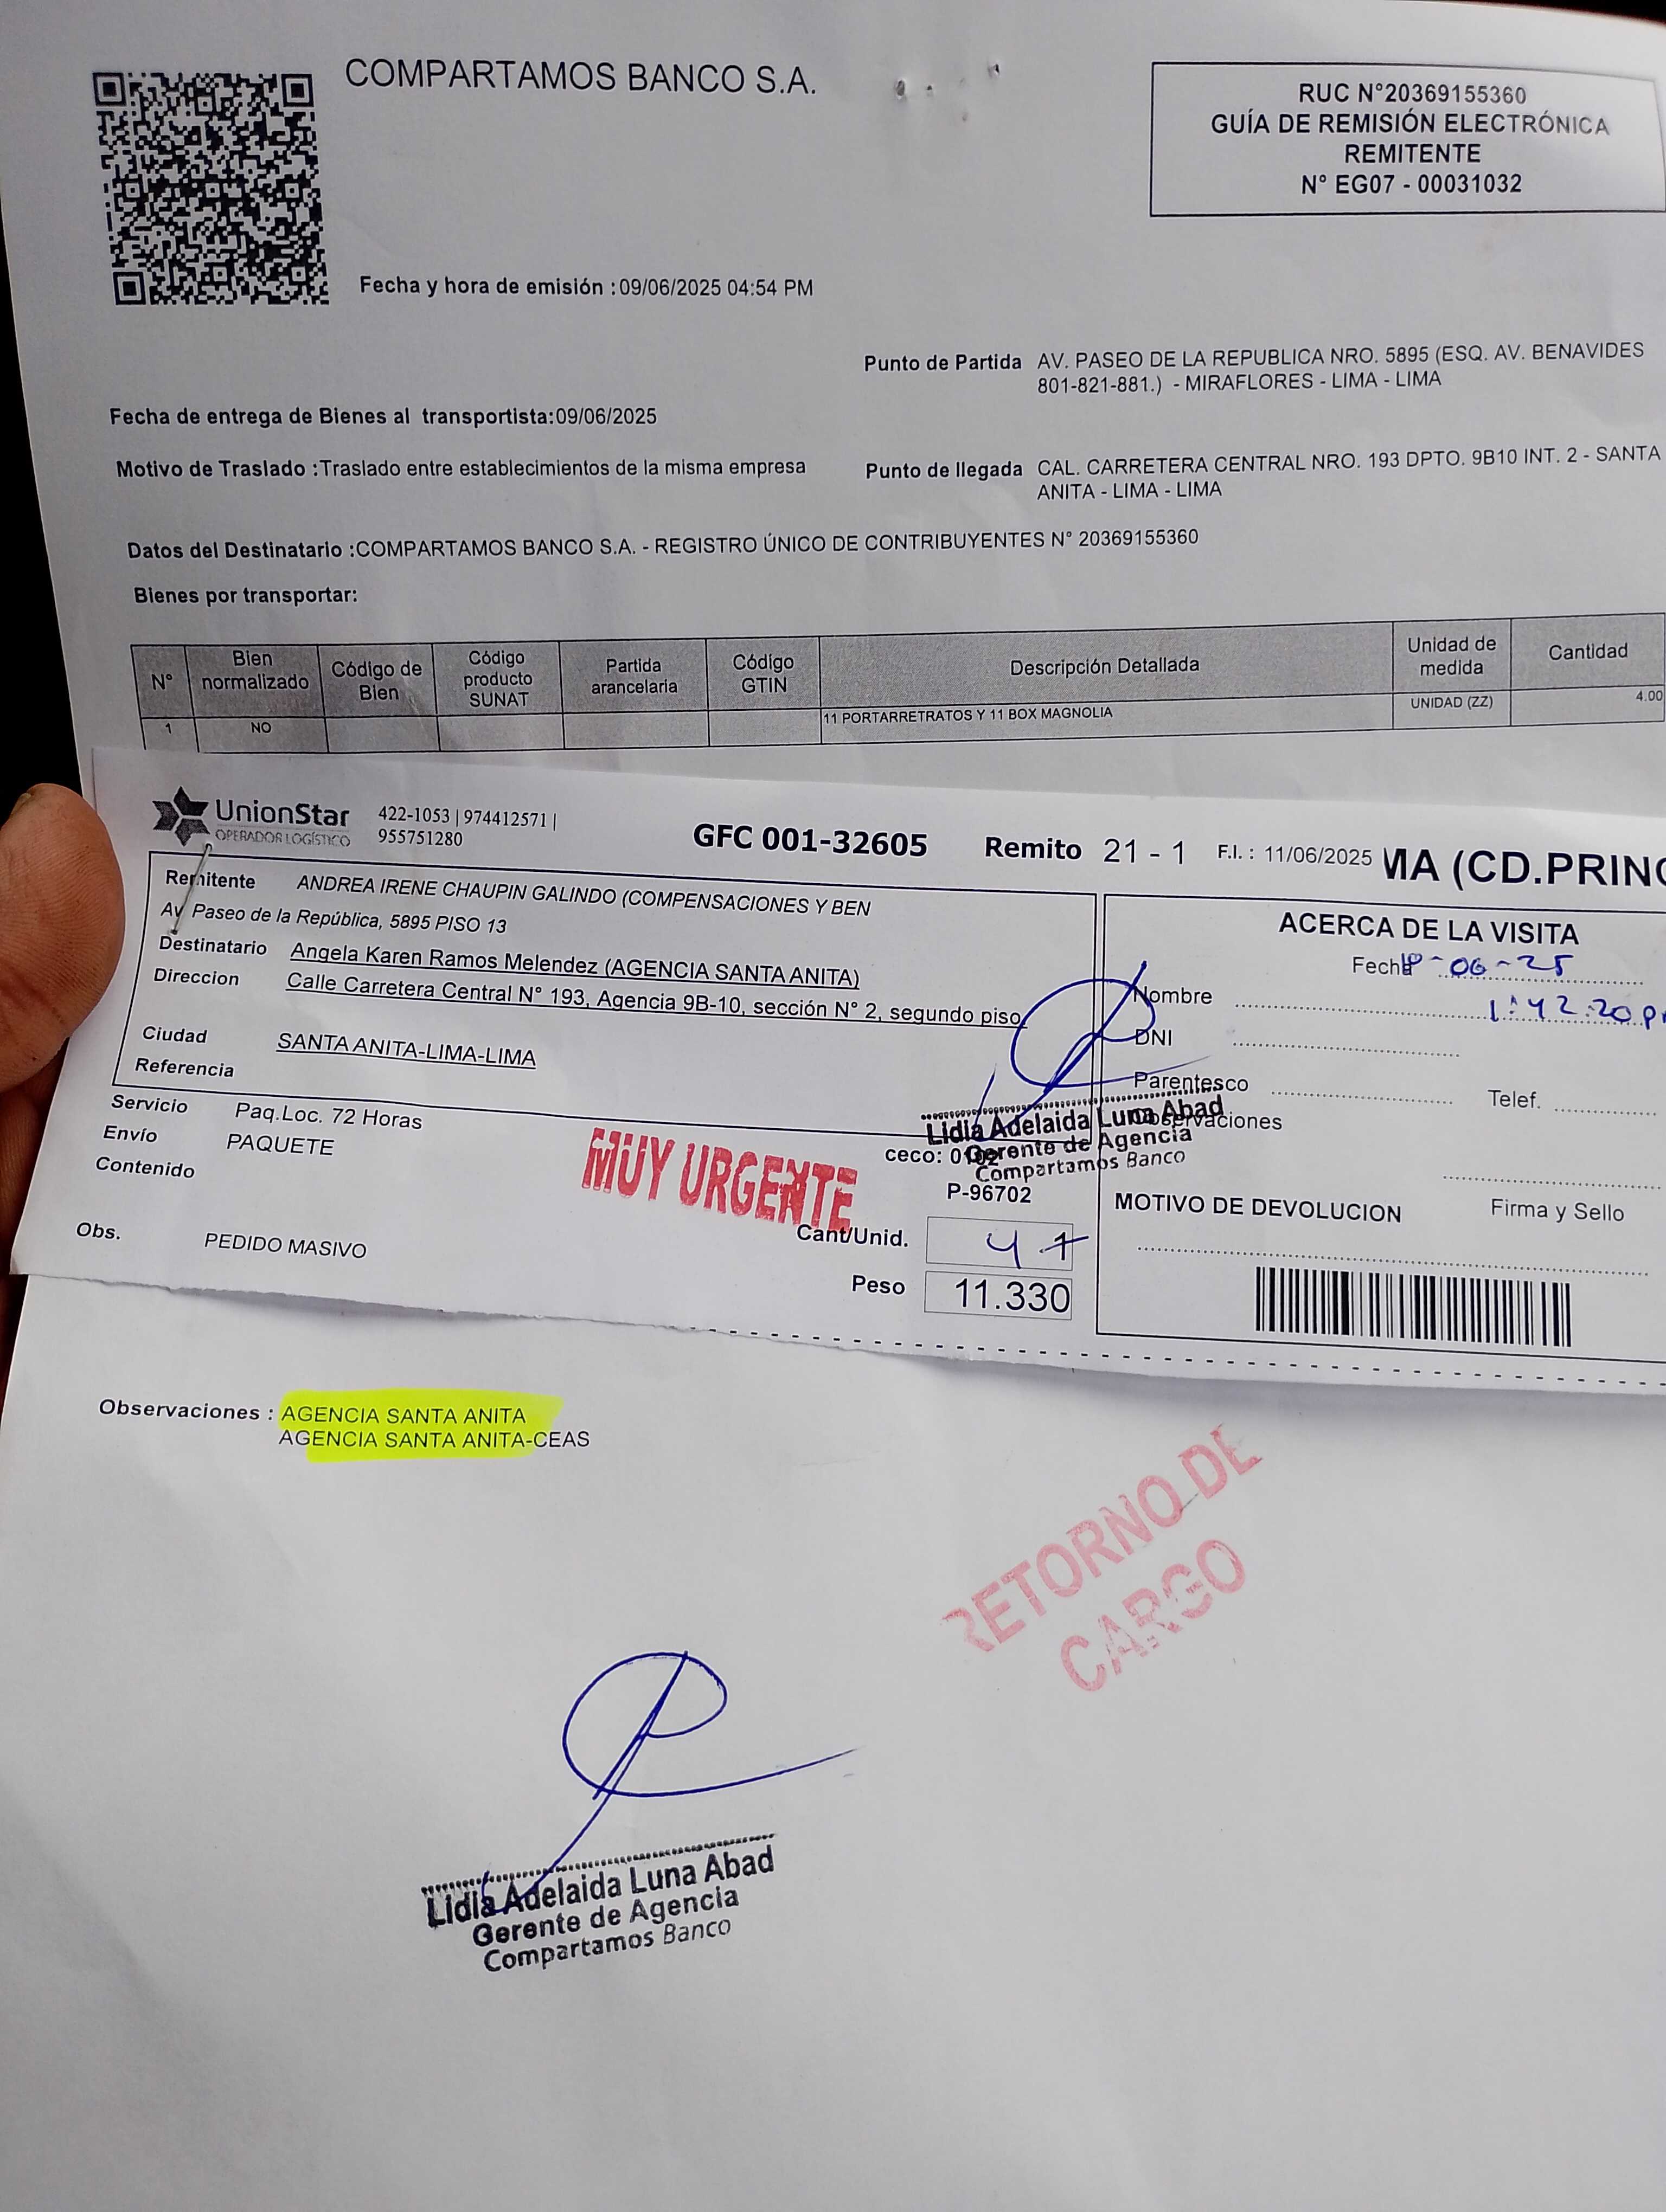 COMPARTAMOS BANCO S.A.
RUC N°20369155360
GUÍA DE REMISIÓN ELECTRÓNICA
REMITENTE
N° EG07 - 00031032
Fecha y hora de emisión :09/06/2025 04:54 PM
Punto de Partida AV. PASEO DE LA REPUBLICA NRO. 5895 (ESQ. AV. BENAVIDES
801-821-881.) - MIRAFLORES - LIMA - LIMA
Fecha de entrega de Bienes al transportista:09/06/2025
Motivo de Traslado :Traslado entre establecimientos de la misma empresa
Punto de llegada CAL. CARRETERA CENTRAL NRO. 193 DPTO. 9B10 INT. 2 - SANTA
ANITA - LIMA - LIMA
Datos del Destinatario :COMPARTAMOS BANCO S.A. - REGISTRO ÚNICO DE CONTRIBUYENTES N° 20369155360
Bienes por transportar:
N° Bien normalizado Código de Bien Código producto SUNAT Partida arancelaria Código GTIN Descripción Detallada Unidad de medida Cantidad
1 NO 11 PORTARRETRATOS Y 11 BOX MAGNOLIA UNIDAD (ZZ) 4.00
UnionStar
OPERADOR LOGÍSTICO
422-1053 | 974412571 |
955751280
GFC 001-32605 Remito 21 - 1 F.I. : 11/06/2025 MA (CD.PRINC
Remitente ANDREA IRENE CHAUPIN GALINDO (COMPENSACIONES Y BEN
Av Paseo de la República, 5895 PISO 13
Destinatario Angela Karen Ramos Melendez (AGENCIA SANTA ANITA)
Direccion Calle Carretera Central N° 193, Agencia 9B-10, sección N° 2, segundo piso,
Ciudad SANTA ANITA-LIMA-LIMA
Referencia
Servicio Paq.Loc. 72 Horas
Envío PAQUETE
Contenido
Obs. PEDIDO MASIVO
MUY URGENTE
ceco:
P-96702
Cant/Unid. 4
Peso 11.330
ACERCA DE LA VISITA
Fecha -06-25
Nombre 1:42:20 p
DNI
Parentesco Telef.
Observaciones
Lidia Adelaida Luna Abad
Gerente de Agencia
Compartamos Banco
Firma y Sello
MOTIVO DE DEVOLUCION
Observaciones : AGENCIA SANTA ANITA
AGENCIA SANTA ANITA-CEAS
RETORNO DE
CARGO
Lidia Adelaida Luna Abad
Gerente de Agencia
Compartamos Banco